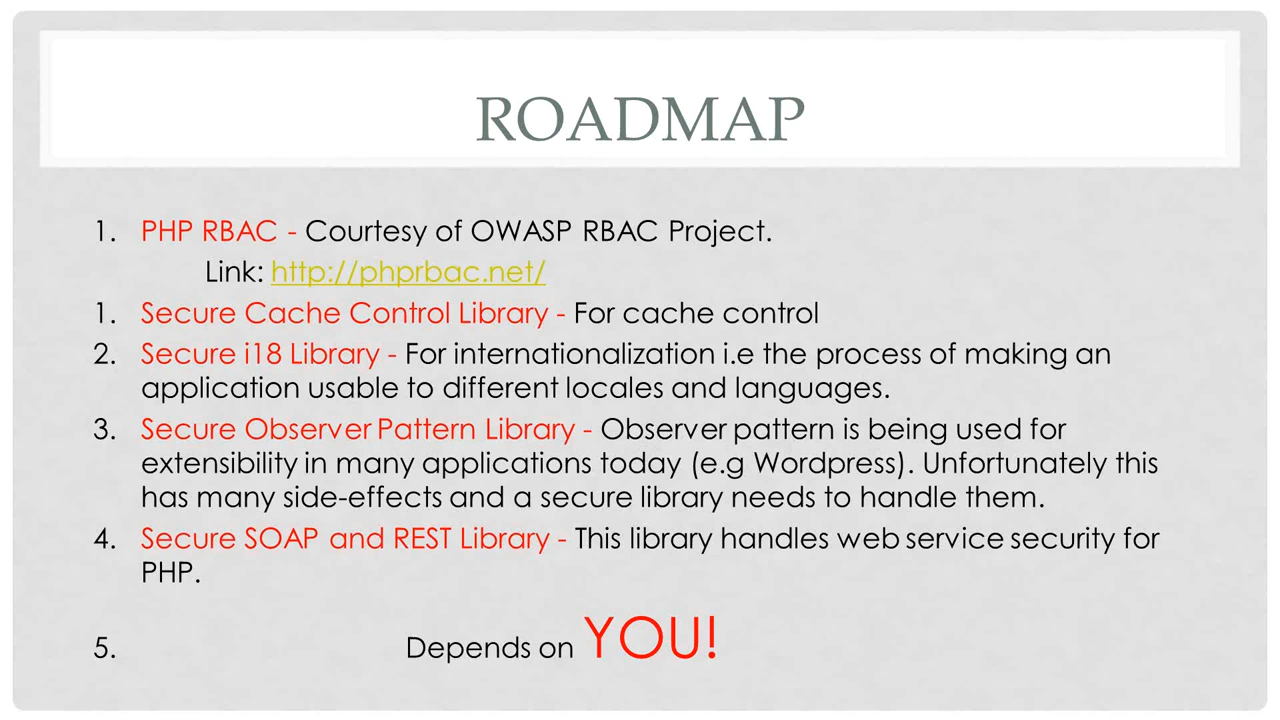 ROADMAP
1. PHP RBAC - Courtesy of OWASP RBAC Project.
Link: http://phprbac.net/
1. Secure Cache Control Library - For cache control
2. Secure i18 Library - For internationalization i.e the process of making an
application usable to different locales and languages.
3. Secure Observer Pattern Library - Observer pattern is being used for
extensibility in many applications today (e.g Wordpress). Unfortunately this
has many side-effects and a secure library needs to handle them.
4. Secure SOAP and REST Library - This library handles web service security for
PHP.
5. Depends on YOU!